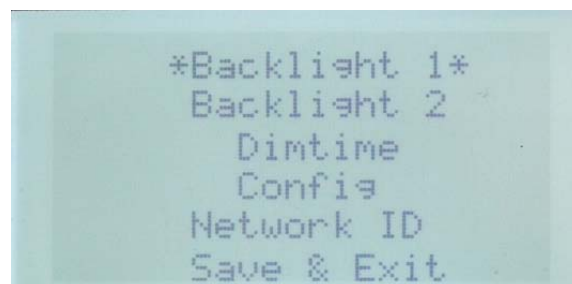 *Backlight 1*
Backlight 2
Dimtime
Config
Network ID
Save & Exit